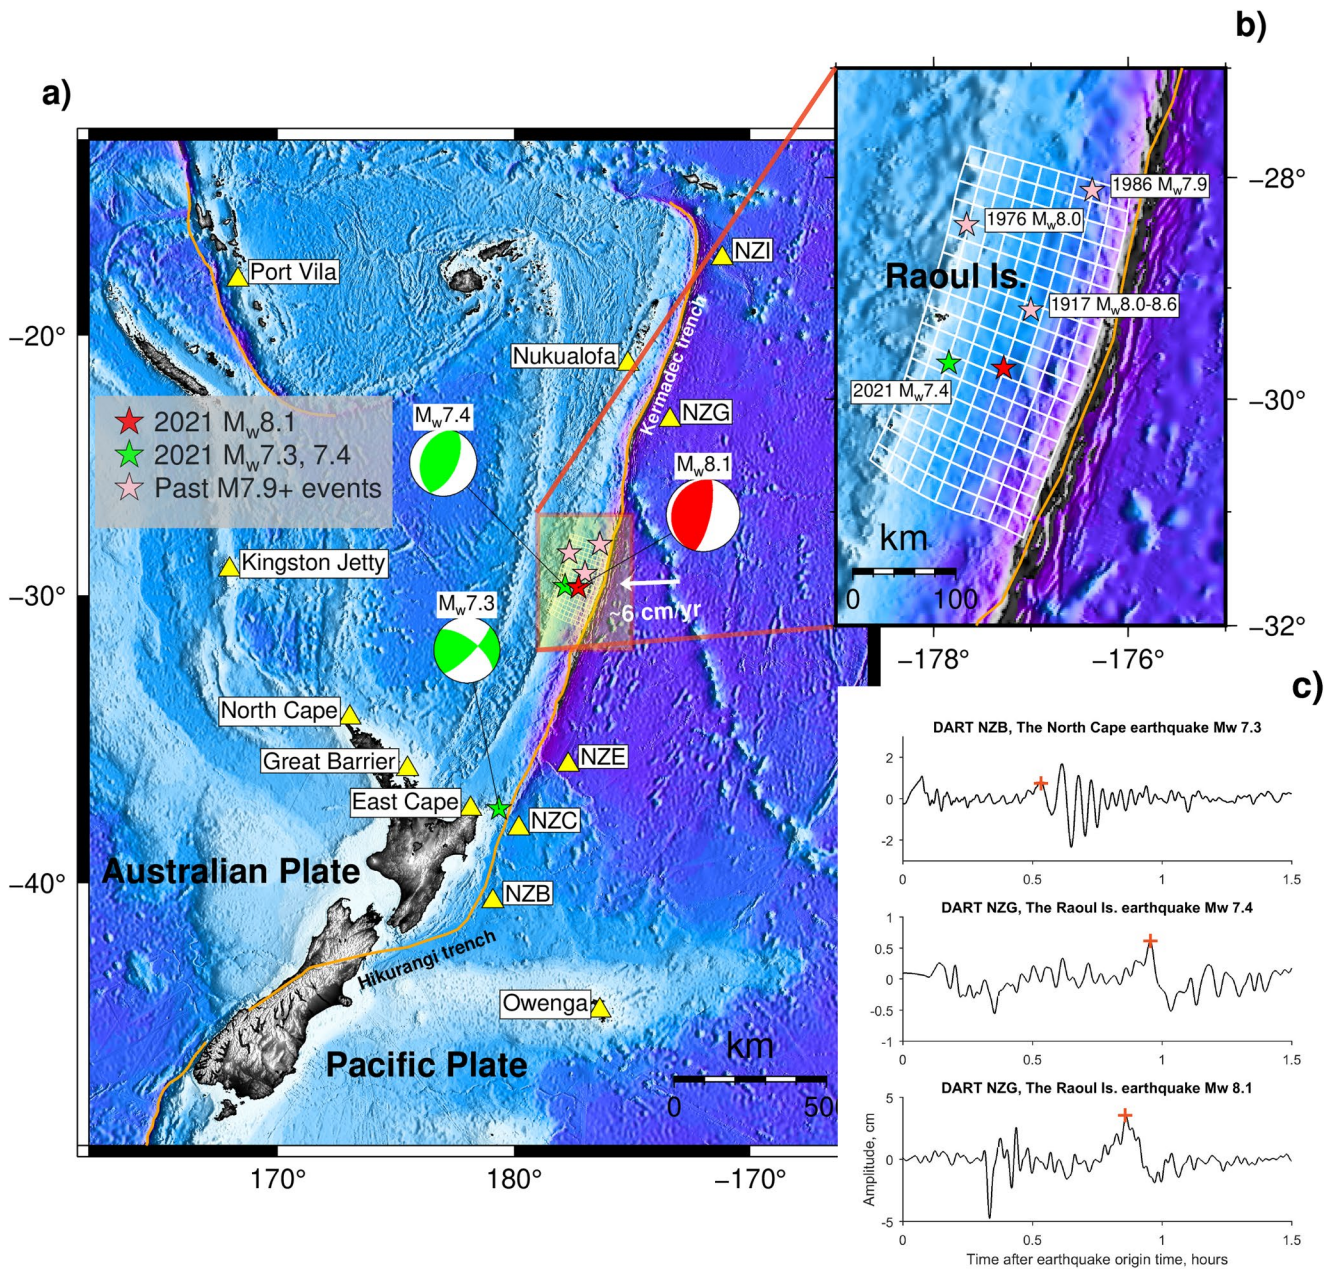 a)
Port Vila
NZI
−20°
Nukualofa
Kermadec trench
NZG
2021 Mw8.1
2021 Mw7.3, 7.4
Past M7.9+ events
Mw7.4
Mw8.1
Kingston Jetty
−30°
~6 cm/yr
Mw7.3
North Cape
Great Barrier
NZE
East Cape
NZC
Australian Plate
−40°
NZB
Hikurangi trench
Owenga
Pacific Plate
km
0
500
170°
180°
−170°
b)
1986 Mw7.9
−28°
1976 Mw8.0
Raoul Is.
1917 Mw8.0-8.6
2021 Mw7.4
−30°
km
0
100
−32°
−178°
−176°
c)
DART NZB, The North Cape earthquake Mw 7.3
2
0
-2
0
0.5
1
1.5
DART NZG, The Raoul Is. earthquake Mw 7.4
1
0.5
0
-0.5
-1
0
0.5
1
1.5
DART NZG, The Raoul Is. earthquake Mw 8.1
5
0
-5
Amplitude, cm
0
0.5
1
1.5
Time after earthquake origin time, hours